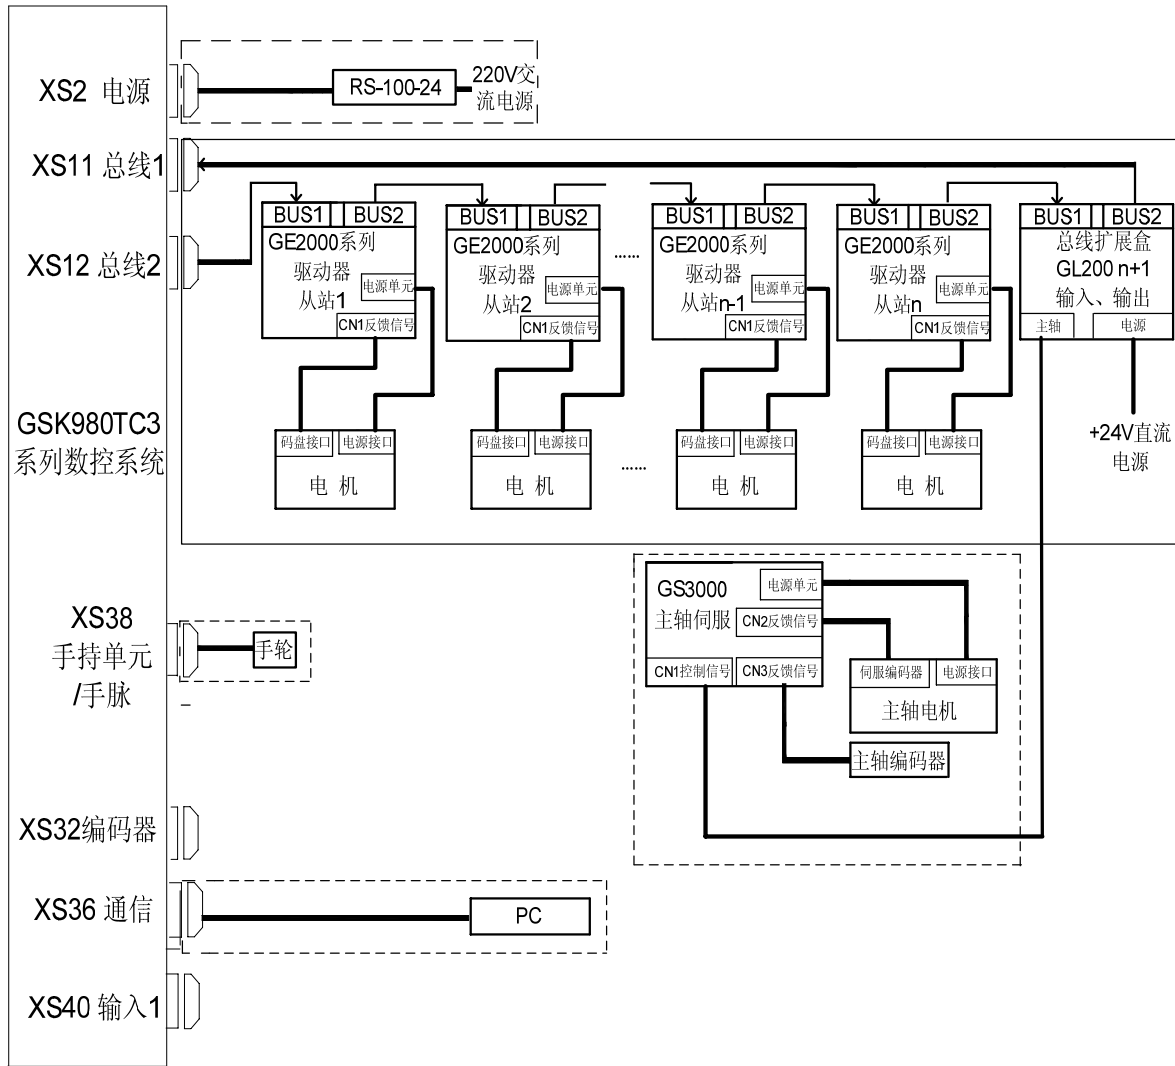 XS2 电源
RS-100-24
220V交
流电源
XS11 总线1
XS12 总线2
BUS1 BUS2
GE2000系列
驱动器
从站1
电源单元
CN1反馈信号
BUS1 BUS2
GE2000系列
驱动器
从站2
电源单元
CN1反馈信号
......
......
BUS1 BUS2
GE2000系列
驱动器
从站n-1
电源单元
CN1反馈信号
BUS1 BUS2
GE2000系列
驱动器
从站n
电源单元
CN1反馈信号
BUS1 BUS2
总线扩展盒
GL200 n+1
输入、输出
主轴 电源
码盘接口 电源接口
电 机
码盘接口 电源接口
电 机
......
码盘接口 电源接口
电 机
码盘接口 电源接口
电 机
+24V直流
电源
GSK980TC3
系列数控系统
XS38
手持单元
/手脉
手轮
GS3000
主轴伺服
电源单元
CN2反馈信号
CN1控制信号 CN3反馈信号
伺服编码器 电源接口
主轴电机
主轴编码器
XS32编码器
XS36 通信
PC
XS40 输入1